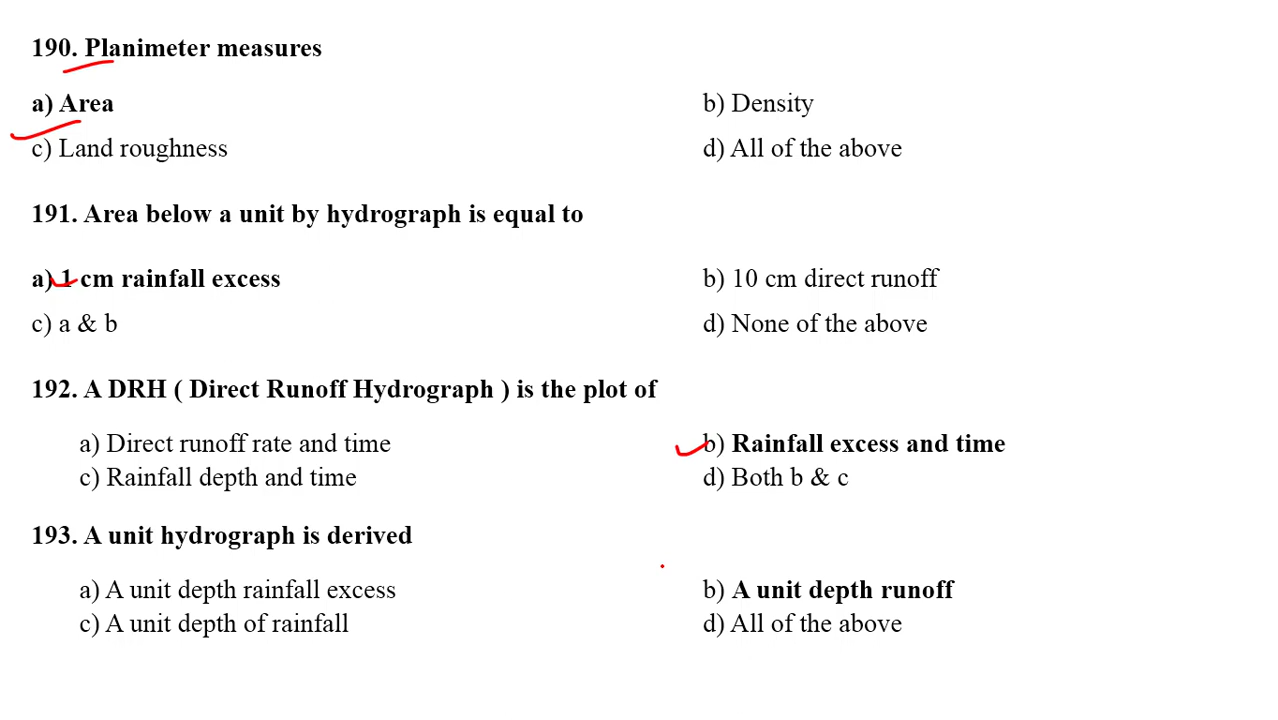 190. Planimeter measures
a) Area b) Density
c) Land roughness d) All of the above
191. Area below a unit by hydrograph is equal to
a) 1 cm rainfall excess b) 10 cm direct runoff
c) a & b d) None of the above
192. A DRH ( Direct Runoff Hydrograph ) is the plot of
a) Direct runoff rate and time b) Rainfall excess and time
c) Rainfall depth and time d) Both b & c
193. A unit hydrograph is derived
a) A unit depth rainfall excess b) A unit depth runoff
c) A unit depth of rainfall d) All of the above